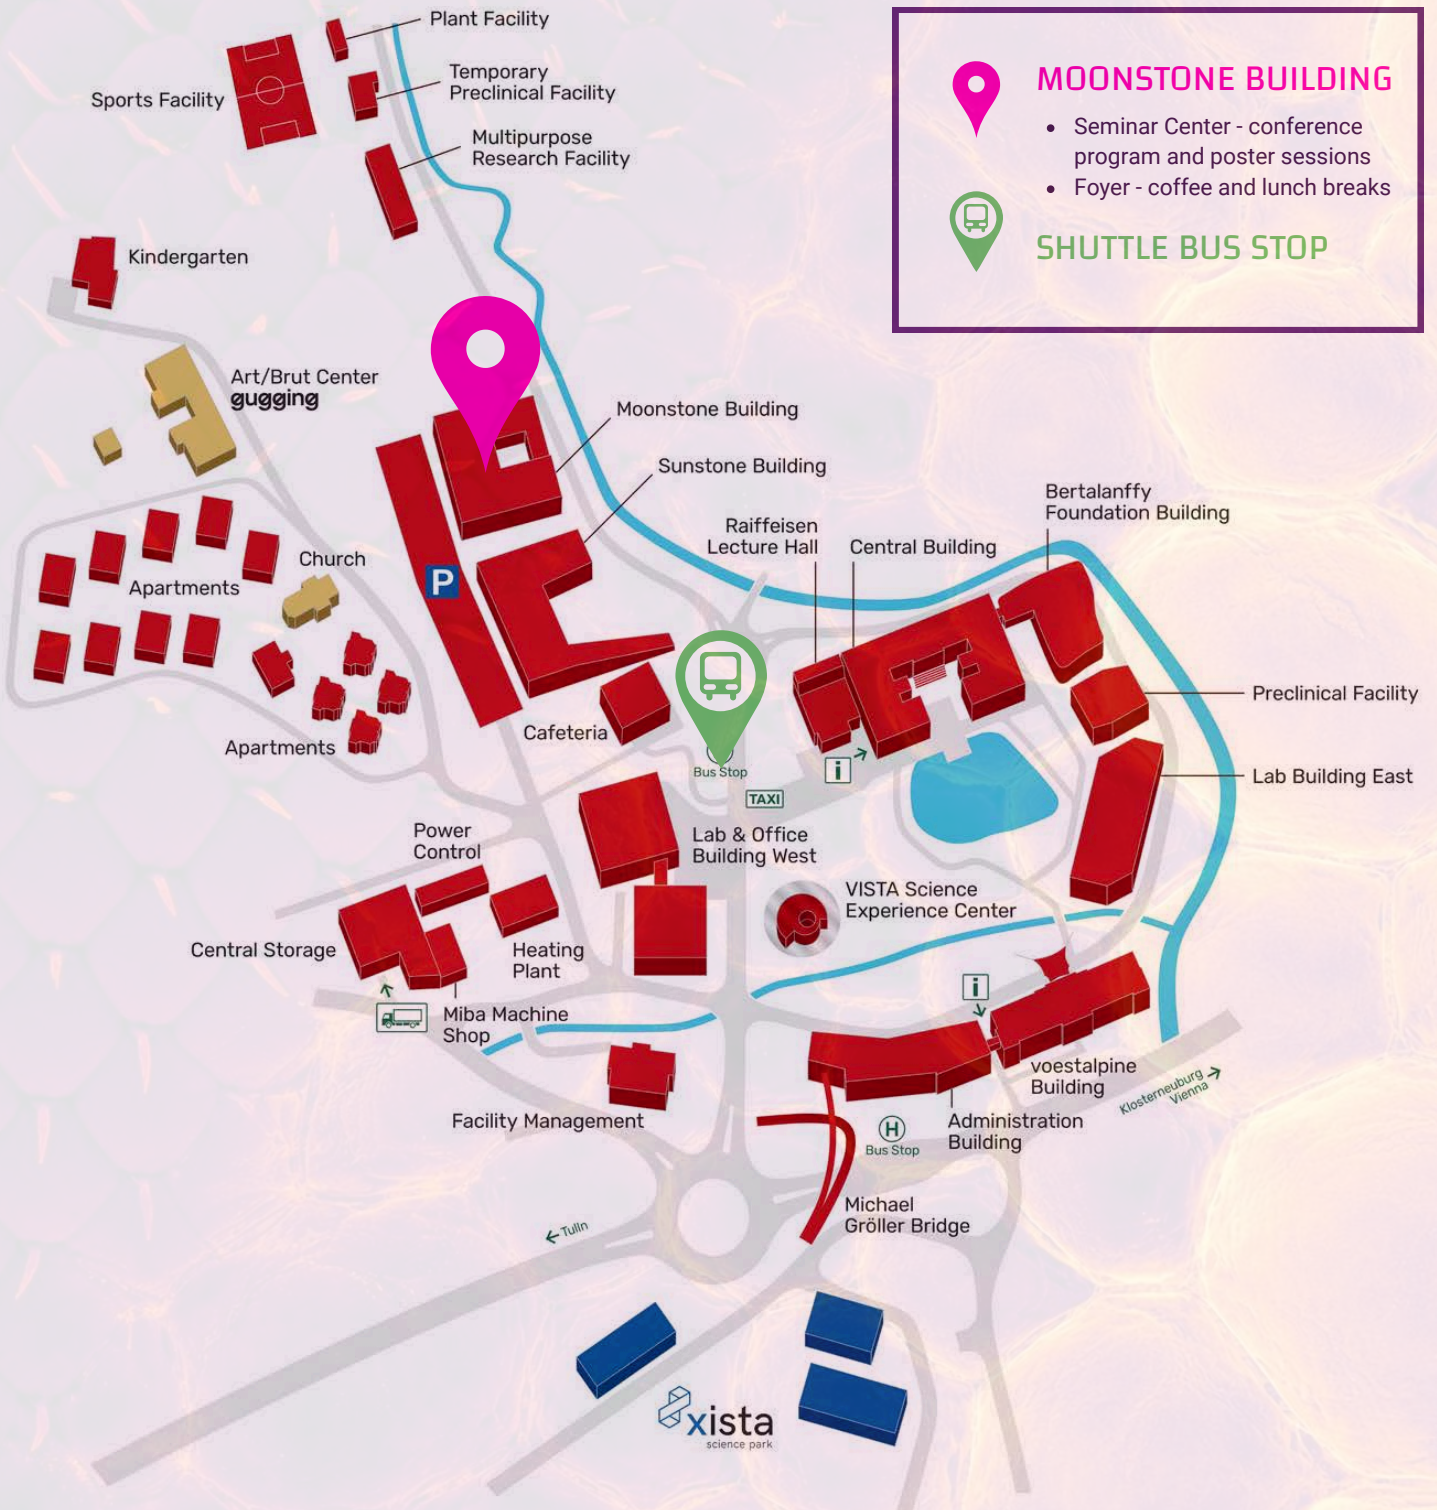 Plant Facility
Temporary
Preclinical Facility
Sports Facility
Multipurpose
Research Facility
MOONSTONE BUILDING
• Seminar Center - conference
program and poster sessions
• Foyer - coffee and lunch breaks
SHUTTLE BUS STOP
Kindergarten
Art/Brut Center
gugging
Moonstone Building
Sunstone Building
Bertalanffy
Foundation Building
Raiffeisen
Lecture Hall
Central Building
Church
Apartments
P
Preclinical Facility
Cafeteria
Apartments
Bus Stop
i
Lab Building East
TAXI
Power
Control
Lab & Office
Building West
VISTA Science
Experience Center
Central Storage
Heating
Plant
i
Miba Machine
Shop
voestalpine
Building
Klosterneuburg
Vienna
Facility Management
H
Bus Stop
Administration
Building
Michael
Gröller Bridge
Tulln
xista
science park